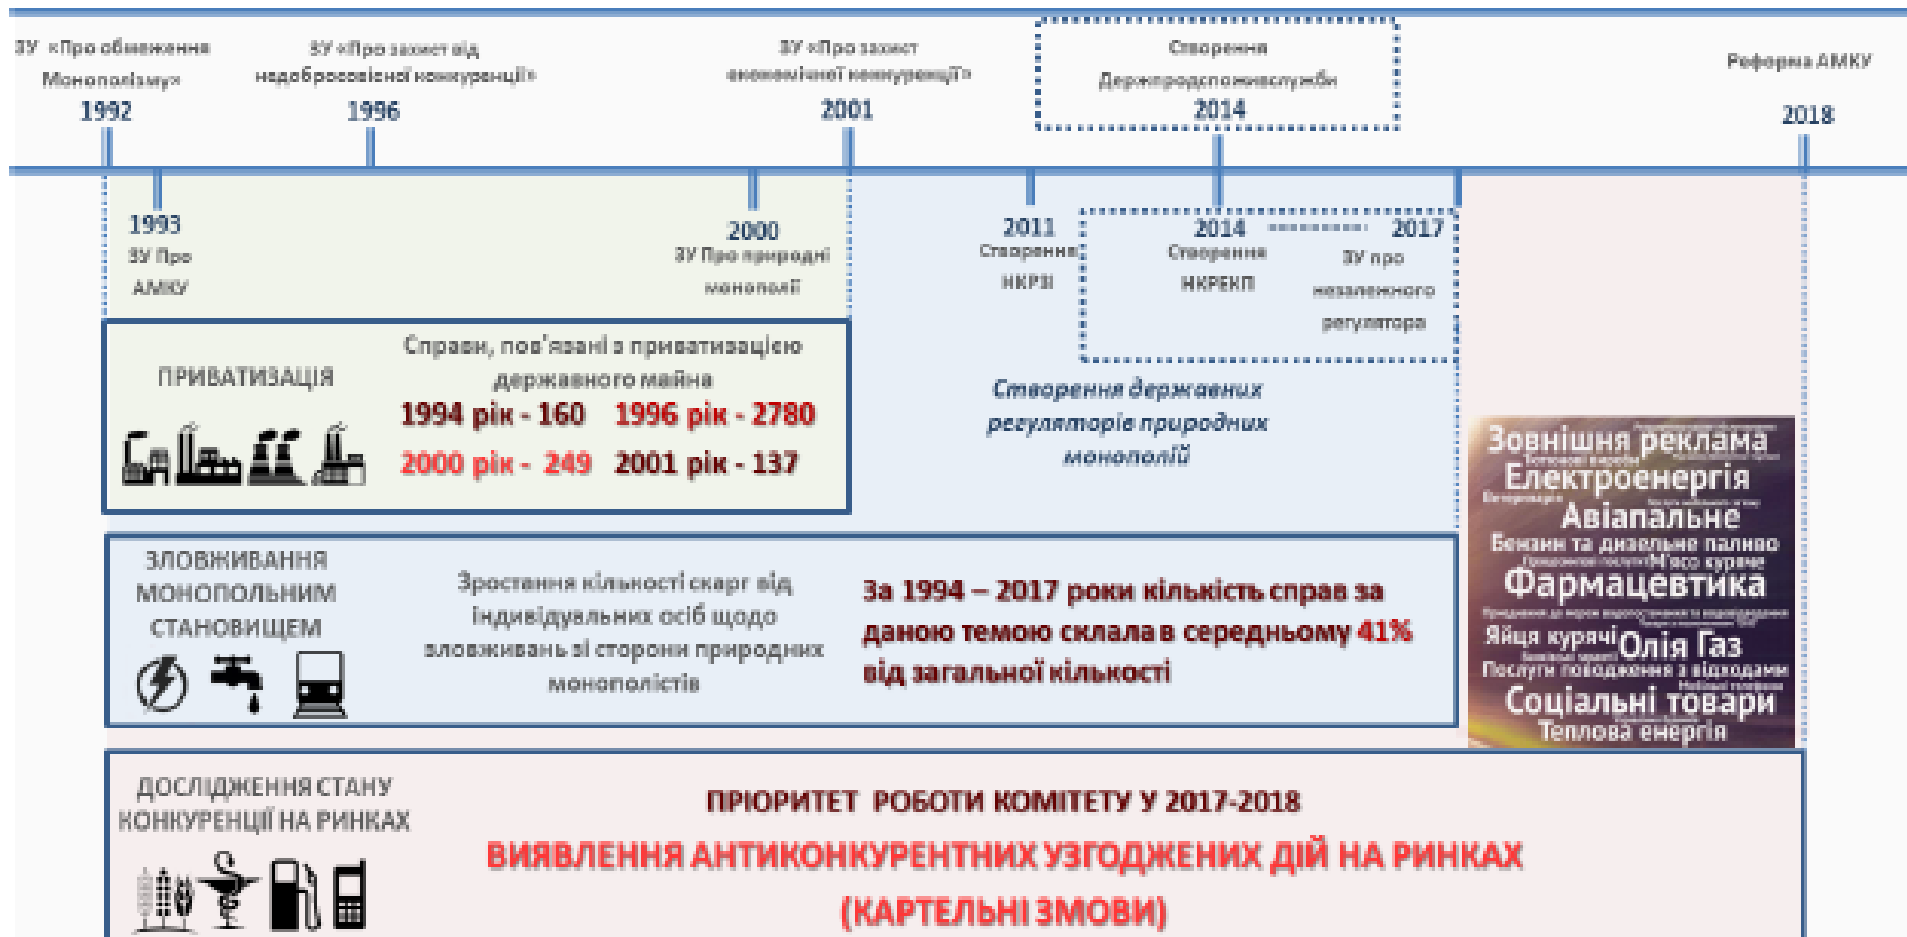 ЗУ «Про обмеження
Монополізму»
1992
ЗУ «Про захист від
недобросовісної конкуренції»
1996
ЗУ «Про захист
економічної конкуренції»
2001
Створення
Держпродспоживслужби
2014
Реформа АМКУ
2018
1993
ЗУ Про
АМКУ
2000
ЗУ Про природні
монополії
2011
Створення
НКРЗІ
2014
Створення
НКРЕКП
2017
ЗУ про
незалежного
регулятора
ПРИВАТИЗАЦІЯ
Справи, пов'язані з приватизацією
державного майна
1994 рік - 160 1996 рік - 2780
2000 рік - 249 2001 рік - 137
Створення державних
регуляторів природних
монополій
Зовнішня реклама
Електроенергія
Ветеринарія
Авіапальне
Бензин та дизельне паливо
М'ясо куряче
Фармацевтика
Яйця курячі
Олія Газ
Послуги поводження з відходами
Соціальні товари
Теплова енергія
ЗЛОВЖИВАННЯ
МОНОПОЛЬНИМ
СТАНОВИЩЕМ
Зростання кількості скарг від
індивідуальних осіб щодо
зловживань зі сторони природних
монополістів
За 1994 – 2017 роки кількість справ за
даною темою склала в середньому 41%
від загальної кількості
ДОСЛІДЖЕННЯ СТАНУ
КОНКУРЕНЦІЇ НА РИНКАХ
ПРІОРИТЕТ РОБОТИ КОМІТЕТУ У 2017-2018
ВИЯВЛЕННЯ АНТИКОНКУРЕНТНИХ УЗГОДЖЕНИХ ДІЙ НА РИНКАХ
(КАРТЕЛЬНІ ЗМОВИ)